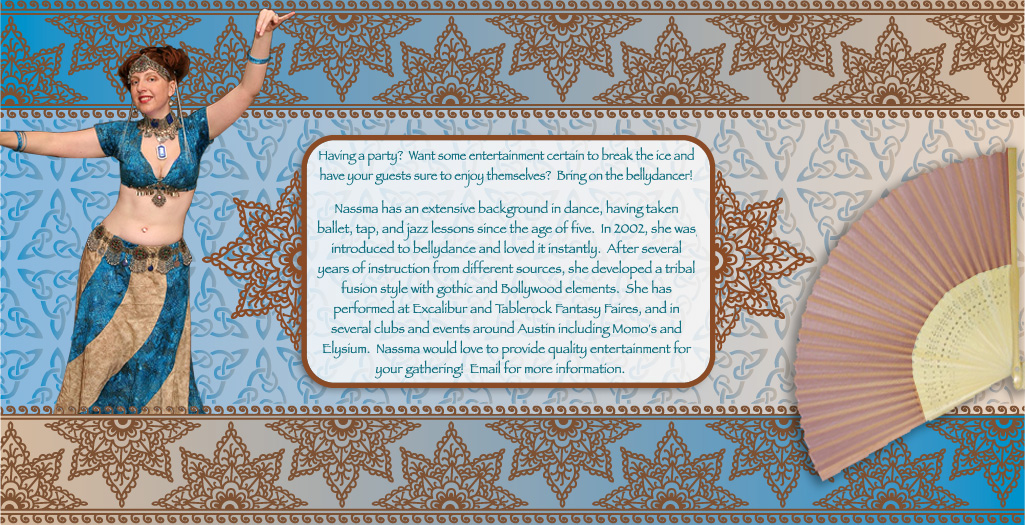 Having a party? Want some entertainment certain to break the ice and
have your guests sure to enjoy themselves? Bring on the bellydancer!
Nassma has an extensive background in dance, having taken
ballet, tap, and jazz lessons since the age of five. In 2002, she was
introduced to bellydance and loved it instantly. After several
years of instruction from different sources, she developed a tribal
fusion style with gothic and Bollywood elements. She has
performed at Excalibur and Tablerock Fantasy Faires, and in
several clubs and events around Austin including Momo's and
Elysium. Nassma would love to provide quality entertainment for
your gathering! Email for more information.